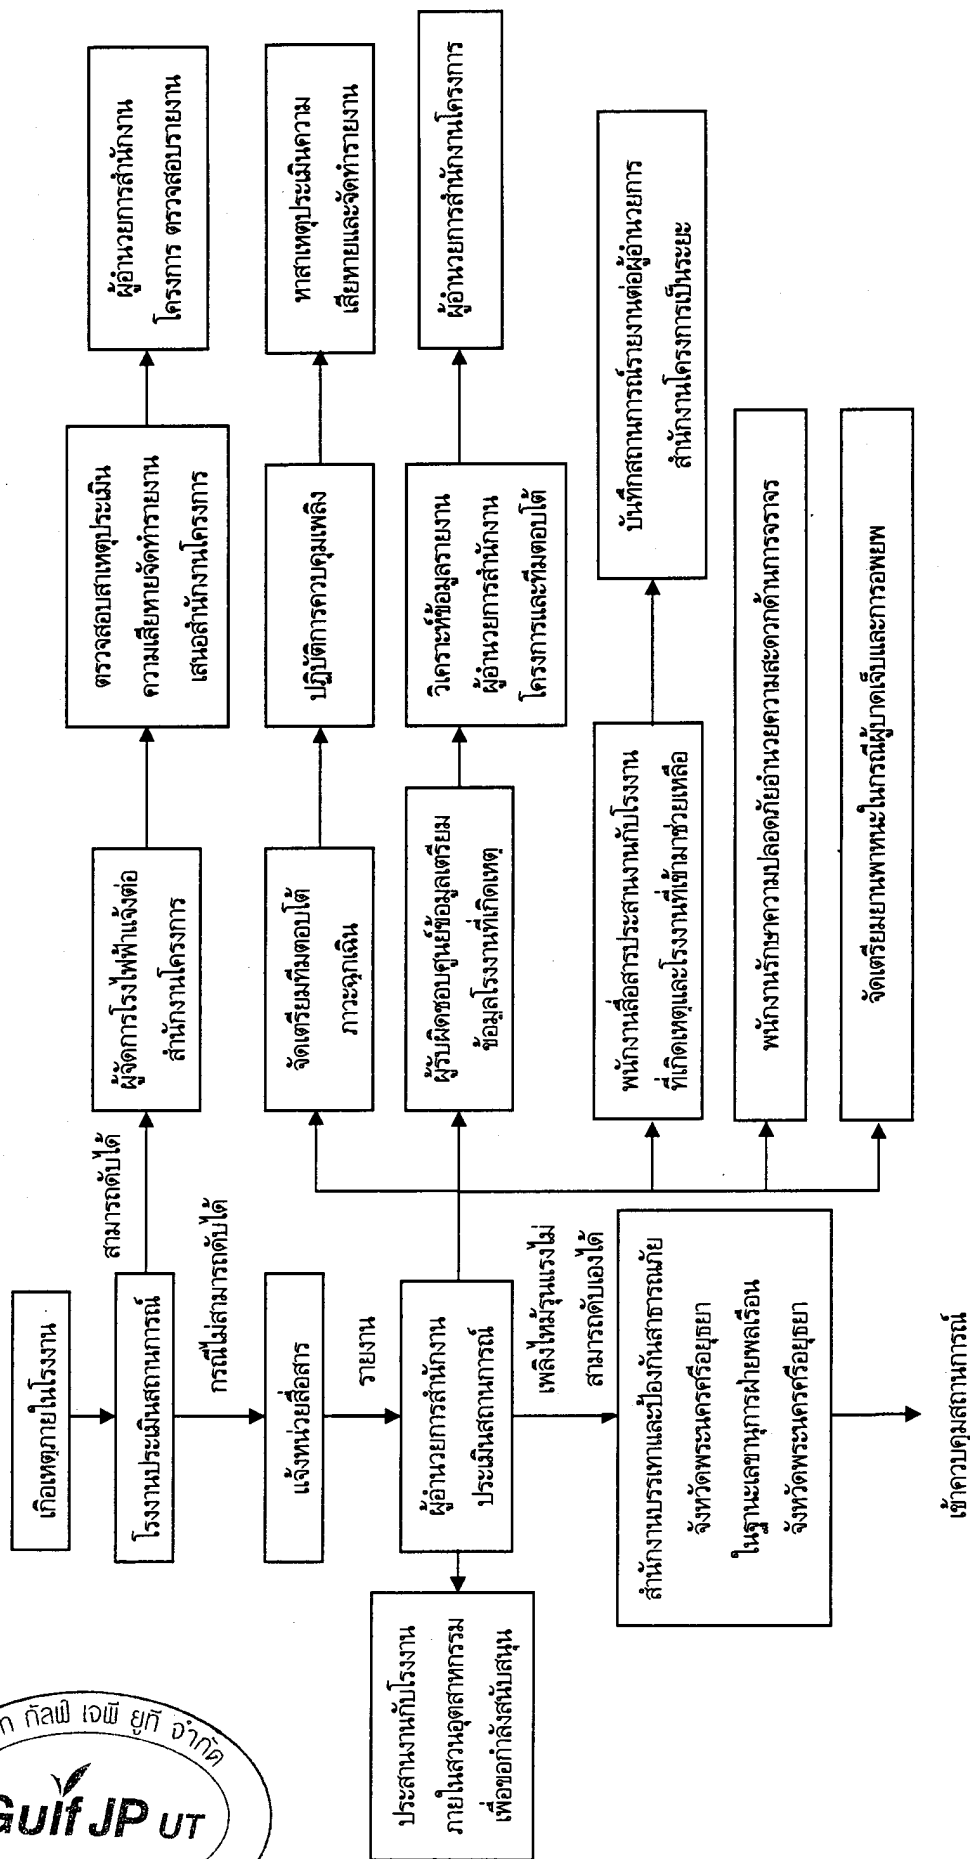 เกือเหตุภายในโรงงาน
โรงงานประเมินสถานการณ์
สามารถดับได้
ผู้จัดการโรงไฟฟ้าแจ้งต่อ
สำนักงานโครงการ
ตรวจสอบสาเหตุประเมิน
ความเสียหายจัดทำรายงาน
เสนอสำนักงานโครงการ
ผู้อำนวยการสำนักงาน
โครงการ ตรวจสอบรายงาน
กรณีไม่สามารถดับได้
แจ้งหน่วยสื่อสาร
รายงาน
จัดเตรียมทีมตอบโต้
ภาวะฉุกเฉิน
ปฏิบัติการควบคุมเพลิง
หาสาเหตุประเมินความ
เสียหายและจัดทำรายงาน
ประสานงานกับโรงงาน
ภายในสวนอุตสาหกรรม
เพื่อขอกำลังสนับสนุน
ผู้อำนวยการสำนักงาน
ประเมินสถานการณ์
ผู้รับผิดชอบศูนย์ข้อมูลเตรียม
ข้อมูลโรงงานที่เกิดเหตุ
วิเคราะห์ข้อมูลรายงาน
ผู้อำนวยการสำนักงาน
โครงการและทีมตอบโต้
ผู้อำนวยการสำนักงานโครงการ
เพลิงไหม้รุนแรงไม่
สามารถดับเองได้
พนักงานสื่อสารประสานงานกับโรงงาน
ที่เกิดเหตุและโรงงานที่เข้ามาช่วยเหลือ
บันทึกสถานการณ์รายงานต่อผู้อำนวยการ
สำนักงานโครงการเป็นระยะ
สำนักงานบรรเทาและป้องกันสาธารณภัย
จังหวัดพระนครศรีอยุธยา
ในฐานะเลขานุการฝ่ายพลเรือน
จังหวัดพระนครศรีอยุธยา
พนักงานรักษาความปลอดภัยอำนวยความสะดวกด้านการจราจร
จัดเตรียมยานพาหนะในกรณีผู้บาดเจ็บและการอพยพ
เข้าควบคุมสถานการณ์
กัลฟ์ เจพี ยูที จำกัด
Gulf JP UT